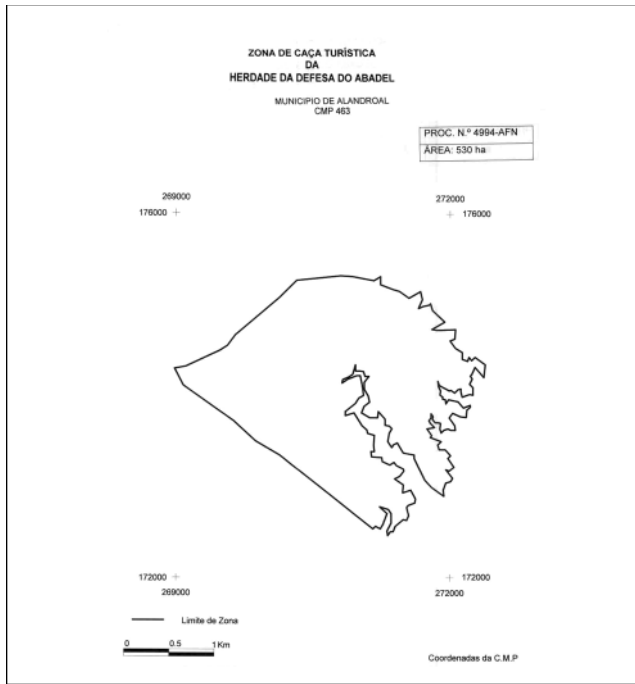 ZONA DE CAÇA TURÍSTICA
DA
HERDADE DA DEFESA DO ABADEL
MUNICIPIO DE ALANDROAL
CMP 463
PROC. N.º 4994-AFN
ÁREA: 530 ha
269000
176000
272000
176000
172000
269000
172000
272000
Limite de Zona
0 0.5 1 Km
Coordenadas da C.M.P